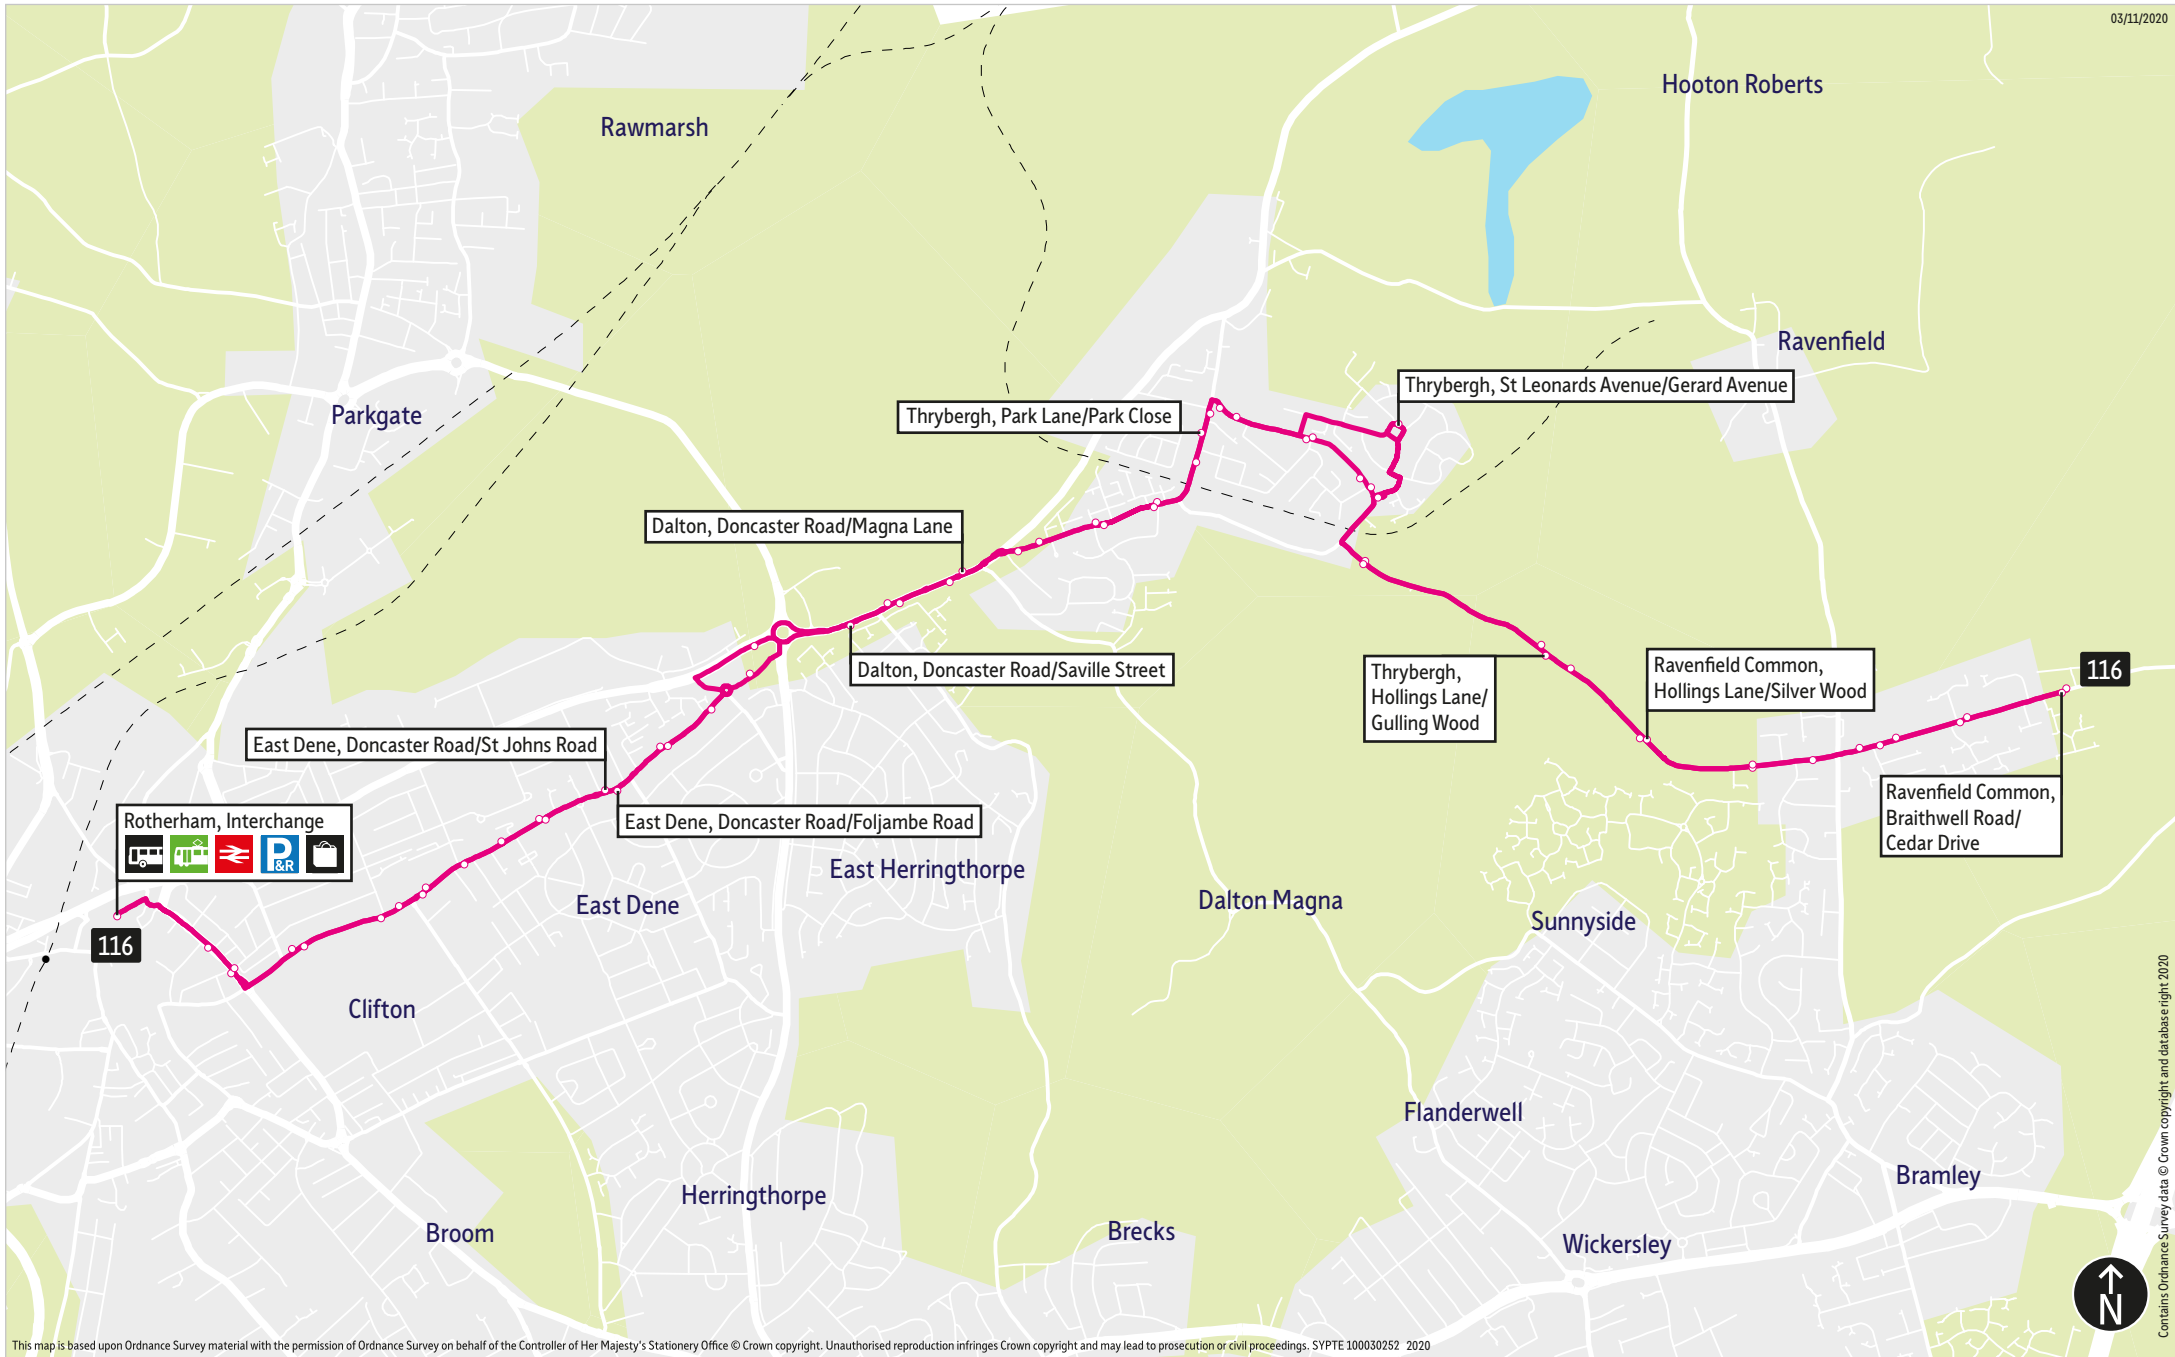 03/11/2020
Hooton Roberts
Rawmarsh
Ravenfield
Thrybergh, St Leonards Avenue/Gerard Avenue
Thrybergh, Park Lane/Park Close
Parkgate
Dalton, Doncaster Road/Magna Lane
Dalton, Doncaster Road/Saville Street
Thrybergh,
Hollings Lane/
Gulling Wood
Ravenfield Common,
Hollings Lane/Silver Wood
116
East Dene, Doncaster Road/St Johns Road
Ravenfield Common,
Braithwell Road/
Cedar Drive
Rotherham, Interchange
P
&R
East Dene, Doncaster Road/Foljambe Road
East Herringthorpe
East Dene
Dalton Magna
Sunnyside
116
Clifton
Flanderwell
Bramley
Herringthorpe
Broom
Brecks
Wickersley
N
Contains Ordnance Survey data © Crown copyright and database right 2020
This map is based upon Ordnance Survey material with the permission of Ordnance Survey on behalf of the Controller of Her Majesty's Stationery Office © Crown copyright. Unauthorised reproduction infringes Crown copyright and may lead to prosecution or civil proceedings. SYPTE 100030252 2020